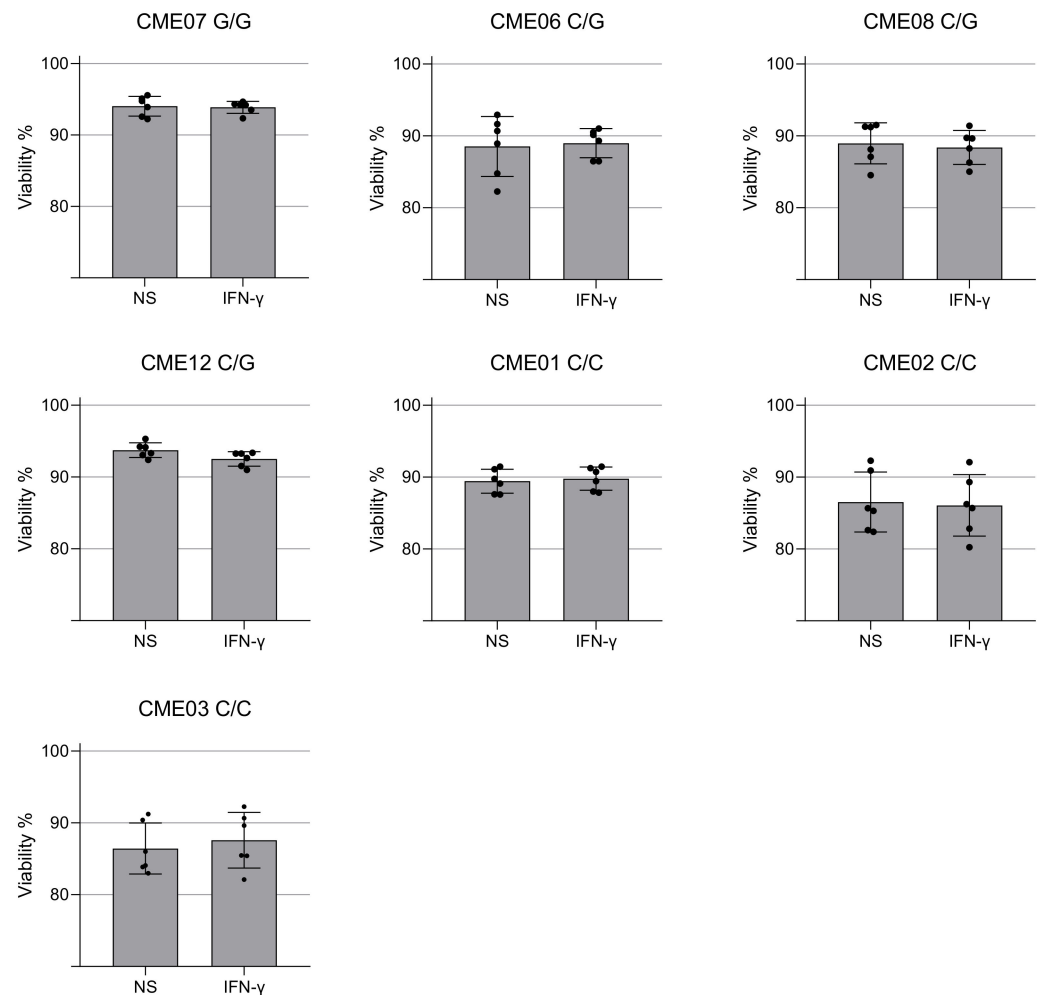 CME07 G/G
100
90
80
Viability %
NS
IFN-γ
CME06 C/G
100
90
80
Viability %
NS
IFN-γ
CME08 C/G
100
90
80
Viability %
NS
IFN-γ
CME12 C/G
100
90
80
Viability %
NS
IFN-γ
CME01 C/C
100
90
80
Viability %
NS
IFN-γ
CME02 C/C
100
90
80
Viability %
NS
IFN-γ
CME03 C/C
100
90
80
Viability %
NS
IFN-γ